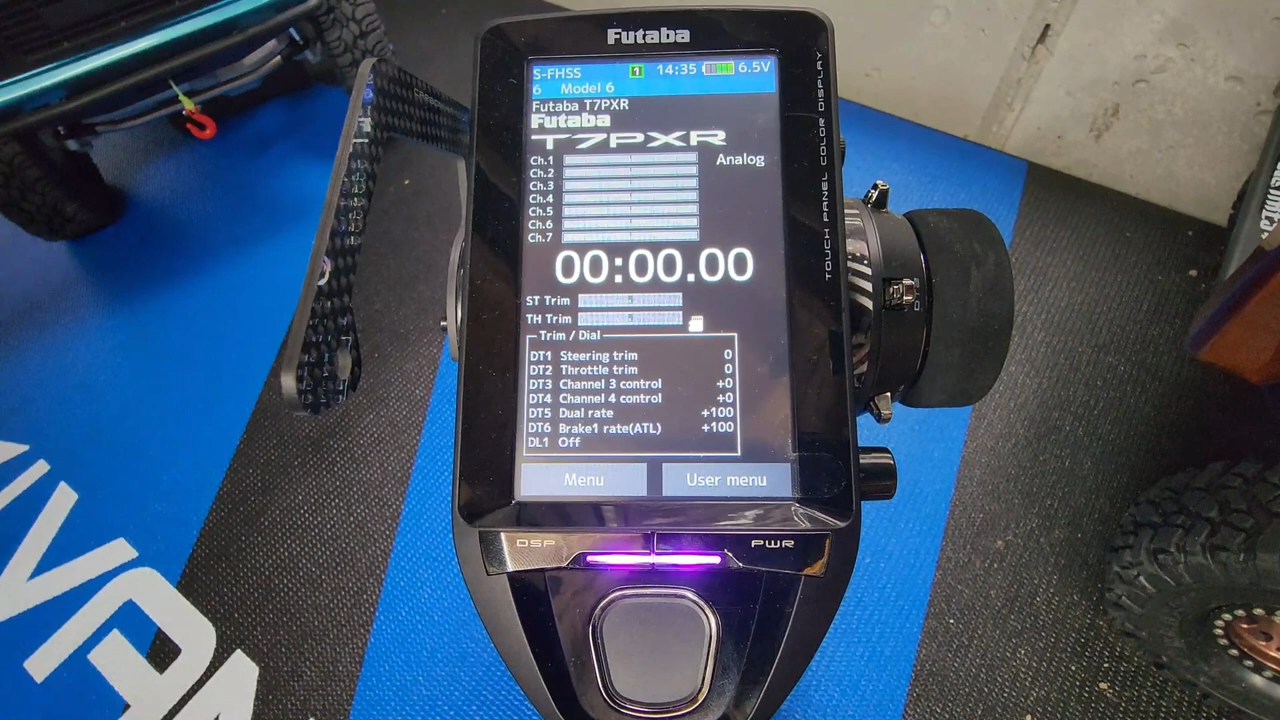 Futaba
S-FHSS 1 14:35 6.5V
6 Model 6
Futaba T7PXR
Futaba
T7PXR
Ch.1 Analog
Ch.2
Ch.3
Ch.4
Ch.5
Ch.6
Ch.7
00:00.00
ST Trim
TH Trim
Trim / Dial
DT1 Steering trim 0
DT2 Throttle trim 0
DT3 Channel 3 control +0
DT4 Channel 4 control +0
DT5 Dual rate +100
DT6 Brake1 rate(ATL) +100
DL1 Off
Menu User menu
DSP PWR
TOUCH PANEL COLOR DISPLAY